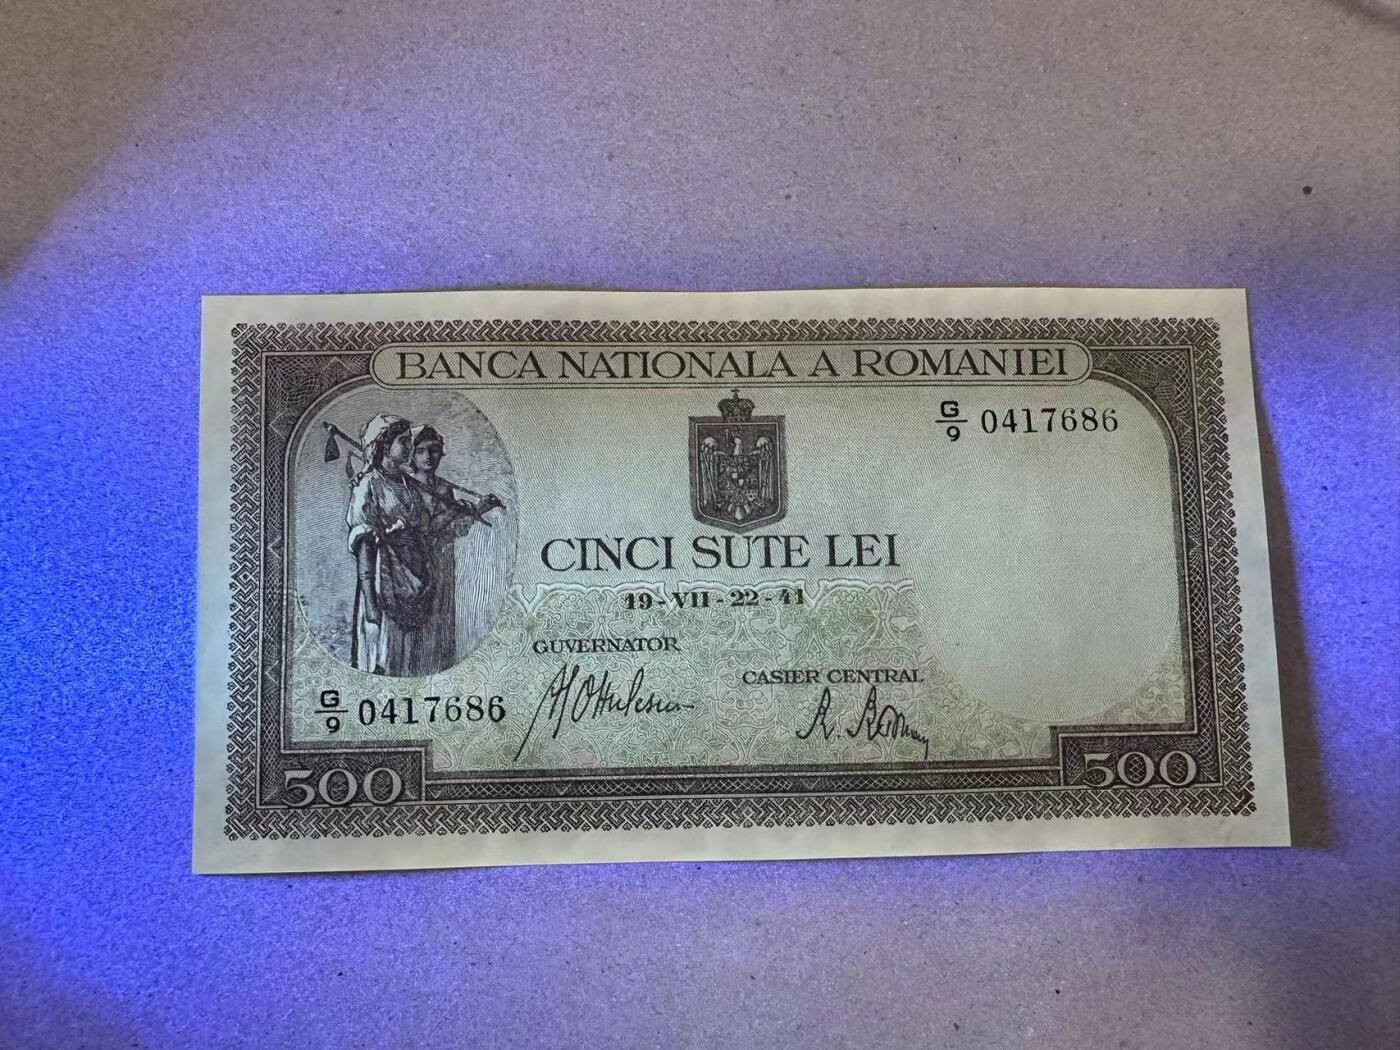 BANCA NATIONALA A ROMANIEI
G/9 0417686
CINCI SUTE LEI
19-VII-22-41
GUVERNATOR
CASIER CENTRAL
G/9 0417686
500
500